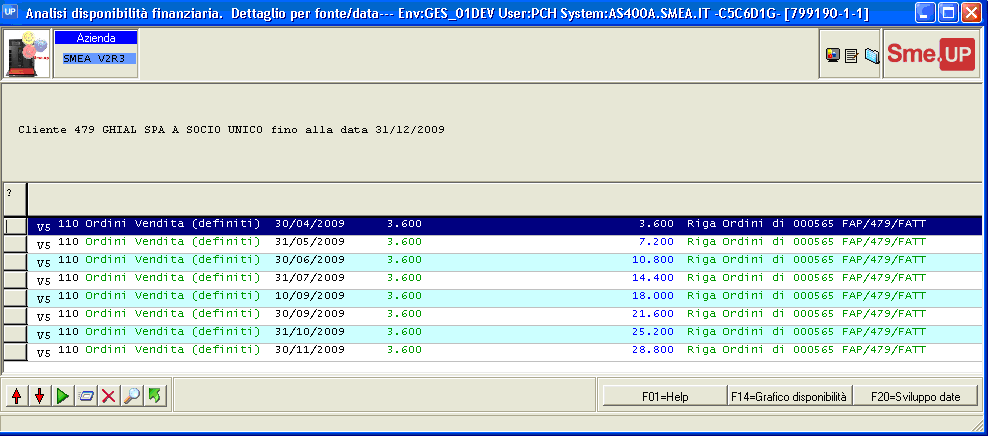 UP Analisi disponibilità finanziaria. Dettaglio per fonte/data--- Env:GES_01DEV User:PCH System:AS400A.SMEA.IT -C5C6D1G- [799190-1-1]
Azienda
SMEA V2R3
Sme.UP
Cliente 479 GHIAL SPA A SOCIO UNICO fino alla data 31/12/2009
?
V5 110 Ordini Vendita (definiti) 30/04/2009 3.600 3.600 Riga Ordini di 000565 FAP/479/FATT
V5 110 Ordini Vendita (definiti) 31/05/2009 3.600 7.200 Riga Ordini di 000565 FAP/479/FATT
V5 110 Ordini Vendita (definiti) 30/06/2009 3.600 10.800 Riga Ordini di 000565 FAP/479/FATT
V5 110 Ordini Vendita (definiti) 31/07/2009 3.600 14.400 Riga Ordini di 000565 FAP/479/FATT
V5 110 Ordini Vendita (definiti) 10/09/2009 3.600 18.000 Riga Ordini di 000565 FAP/479/FATT
V5 110 Ordini Vendita (definiti) 30/09/2009 3.600 21.600 Riga Ordini di 000565 FAP/479/FATT
V5 110 Ordini Vendita (definiti) 31/10/2009 3.600 25.200 Riga Ordini di 000565 FAP/479/FATT
V5 110 Ordini Vendita (definiti) 30/11/2009 3.600 28.800 Riga Ordini di 000565 FAP/479/FATT
F01=Help F14=Grafico disponibilità F20=Sviluppo date